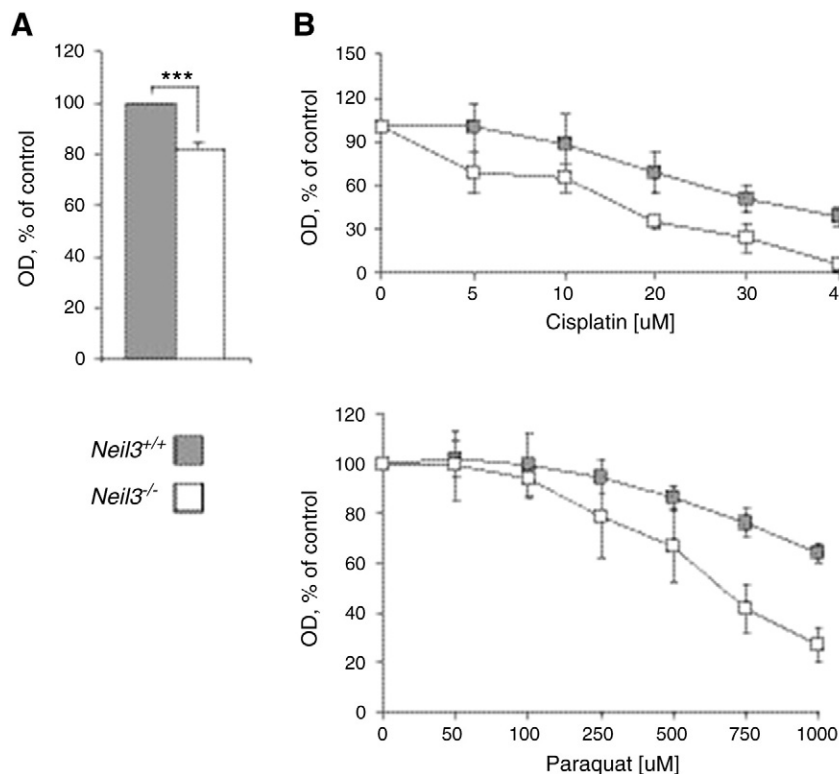 A
120
100
80
60
40
20
0
OD, % of control
***
Neil3+/+
Neil3-/-
B
150
120
90
60
30
0
OD, % of control
0 5 10 20 30 4
Cisplatin [uM]
120
100
80
60
40
20
0
OD, % of control
0 50 100 250 500 750 1000
Paraquat [uM]